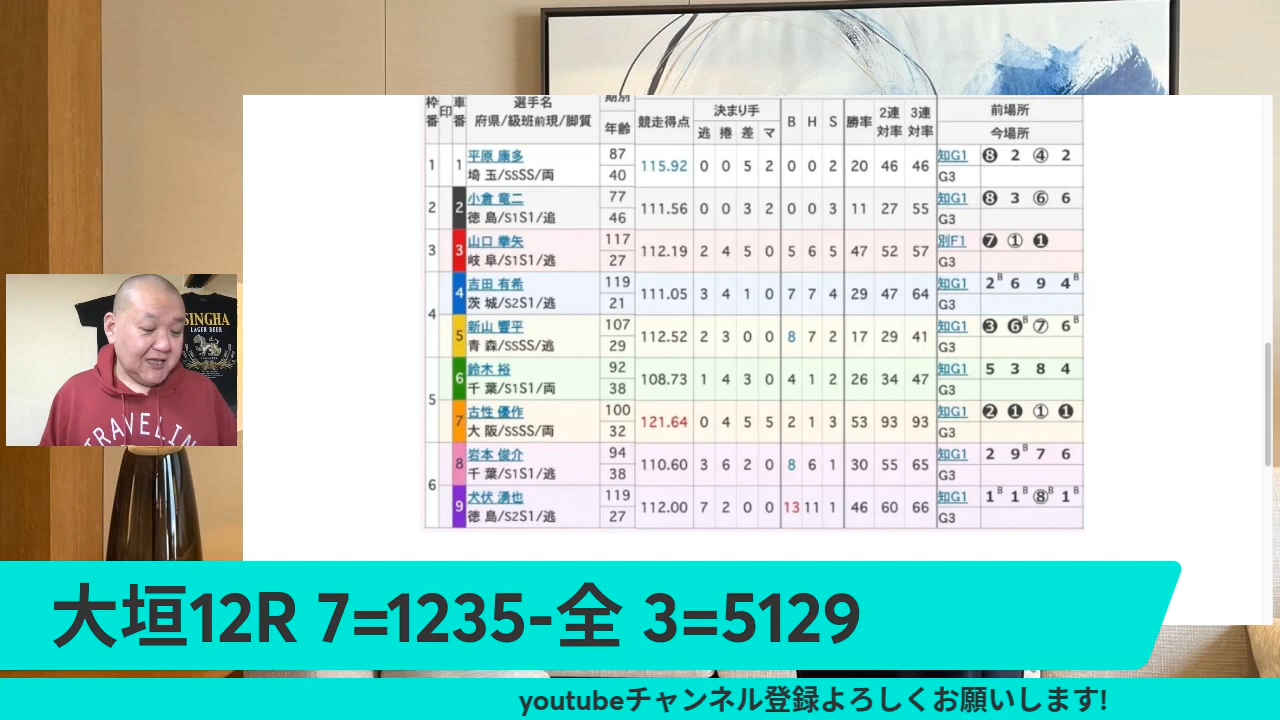 枠番 印 車番 選手名 府県/級班前現/脚質 期別 年齢 競走得点 決まり手 逃 捲 差 マ B H S 勝率 2連対率 3連対率 前場所 今場所
1 1 平原 康多 87 115.92 0 0 5 2 0 0 2 20 46 46 知G1 ❽ 2 ④ 2
埼 玉/SSSS/両 40 G3
2 2 小倉 竜二 77 111.56 0 0 3 2 0 0 3 11 27 55 知G1 ❽ 3 ⑥ 6
徳 島/S1S1/追 46 G3
3 3 山口 拳矢 117 112.19 2 4 5 0 5 6 5 47 52 57 別F1 ❼ ① ❶
岐 阜/S1S1/逃 27 G3
4 4 吉田 有希 119 111.05 3 4 1 0 7 7 4 29 47 64 知G1 2B 6 9 4B
茨 城/S2S1/逃 21 G3
5 新山 響平 107 112.52 2 3 0 0 8 7 2 17 29 41 知G1 ❸ ❻B ⑦ 6B
青 森/SSSS/逃 29 G3
5 6 鈴木 裕 92 108.73 1 4 3 0 4 1 2 26 34 47 知G1 5 3 8 4
千 葉/S1S1/両 38 G3
7 古性 優作 100 121.64 0 4 5 5 2 1 3 53 93 93 知G1 ❷ ❶ ① ❶
大 阪/SSSS/両 32 G3
6 8 岩本 俊介 94 110.60 3 6 2 0 8 6 1 30 55 65 知G1 2 9B 7 6
千 葉/S1S1/逃 38 G3
9 犬伏 湧也 119 112.00 7 2 0 0 13 11 1 46 60 66 知G1 1B 1B ⑧B 1B
徳 島/S2S1/逃 27 G3
SINGHA
LAGER BEER
TRAVELIN
大垣12R 7=1235-全 3=5129
youtubeチャンネル登録よろしくお願いします!